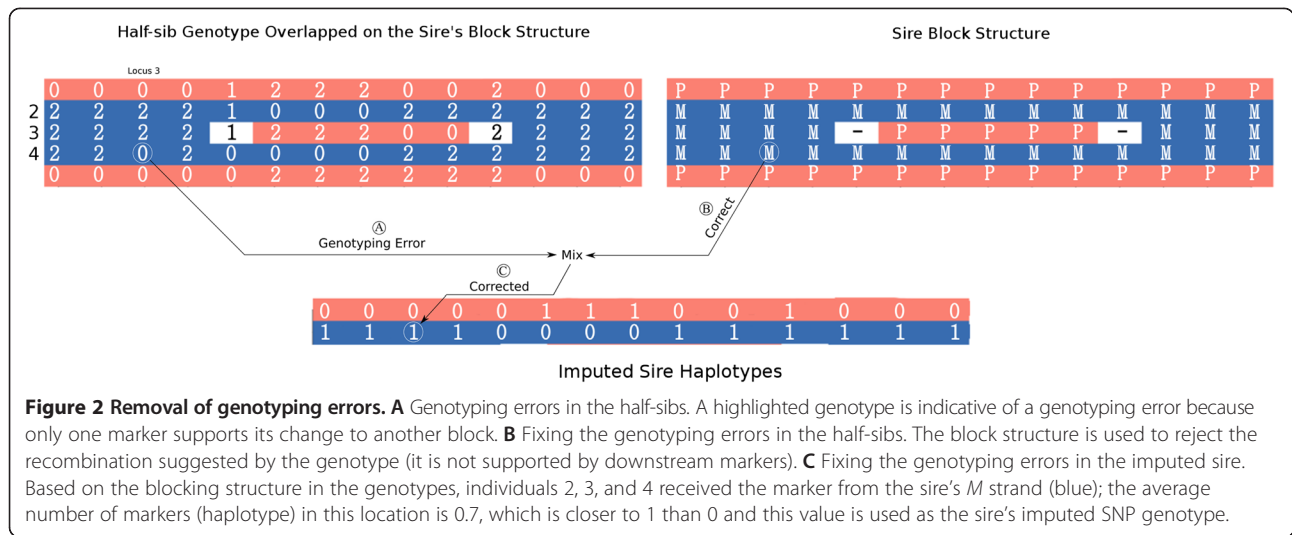 Half-sib Genotype Overlapped on the Sire's Block Structure
Locus 3
0 0 0 0 1 2 2 2 0 0 2 0 0 0
2 2 2 2 2 1 0 0 0 2 2 2 2 2 2
3 2 2 2 2 1 2 2 2 0 0 2 2 2 2
4 2 2 0 2 0 0 0 0 2 2 2 2 2 2
0 0 0 0 0 2 2 2 2 2 2 0 0 0
Sire Block Structure
P P P P P P P P P P P P P P
M M M M M M M M M M M M M M
M M M M - P P P P P - M M M
M M M M M M M M M M M M M M
P P P P P P P P P P P P P P
Ⓐ
Genotyping Error
Ⓑ
Correct
Mix
Ⓒ
Corrected
0 0 0 0 0 1 1 1 0 0 1 0 0 0
1 1 1 1 0 0 0 0 1 1 1 1 1 1
Imputed Sire Haplotypes
Figure 2 Removal of genotyping errors. A Genotyping errors in the half-sibs. A highlighted genotype is indicative of a genotyping error because
only one marker supports its change to another block. B Fixing the genotyping errors in the half-sibs. The block structure is used to reject the
recombination suggested by the genotype (it is not supported by downstream markers). C Fixing the genotyping errors in the imputed sire.
Based on the blocking structure in the genotypes, individuals 2, 3, and 4 received the marker from the sire's M strand (blue); the average
number of markers (haplotype) in this location is 0.7, which is closer to 1 than 0 and this value is used as the sire's imputed SNP genotype.